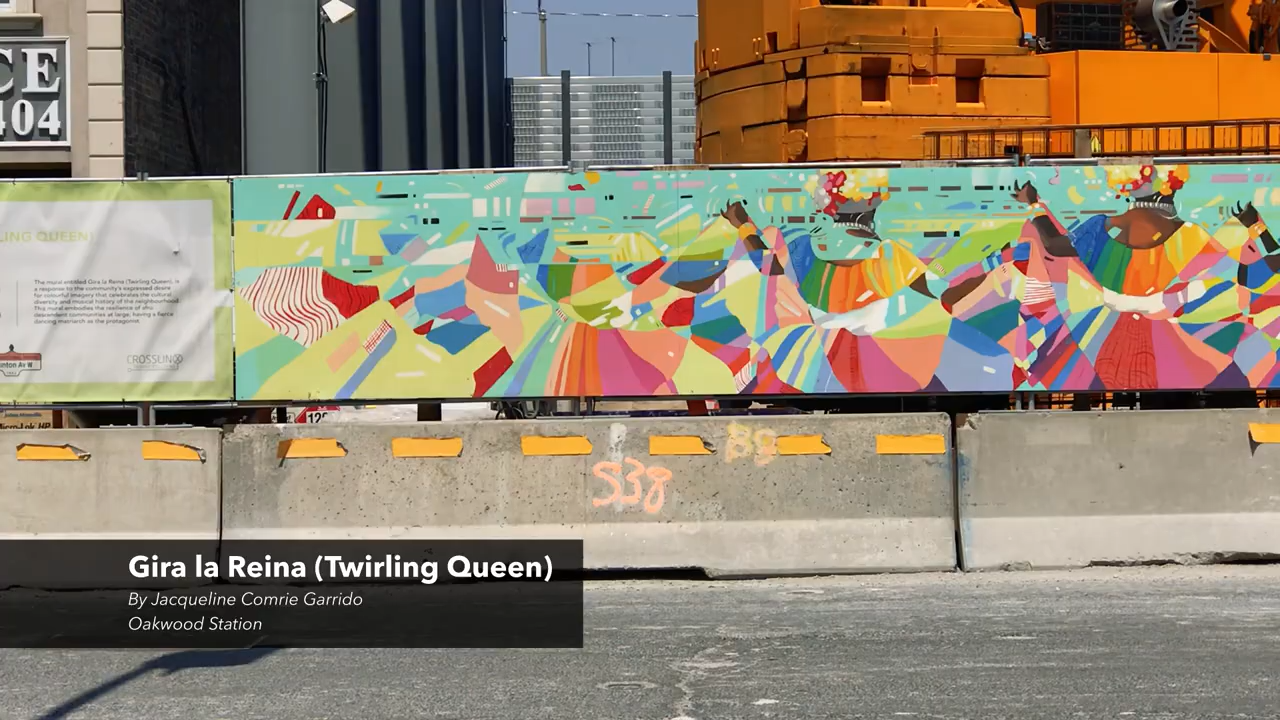 CE
404
LING QUEEN)
The mural entitled Gira la Reina (Twirling Queen), is
a response to the community's expressed desire
for colourful imagery that celebrates the cultural
diversity and musical history of the neighbourhood.
This mural embodies the resilience of afro
descendent communities at large, having a fierce
dancing matriarch as the protagonist.
CROSSLINX
S38
B8
Gira la Reina (Twirling Queen)
By Jacqueline Comrie Garrido
Oakwood Station